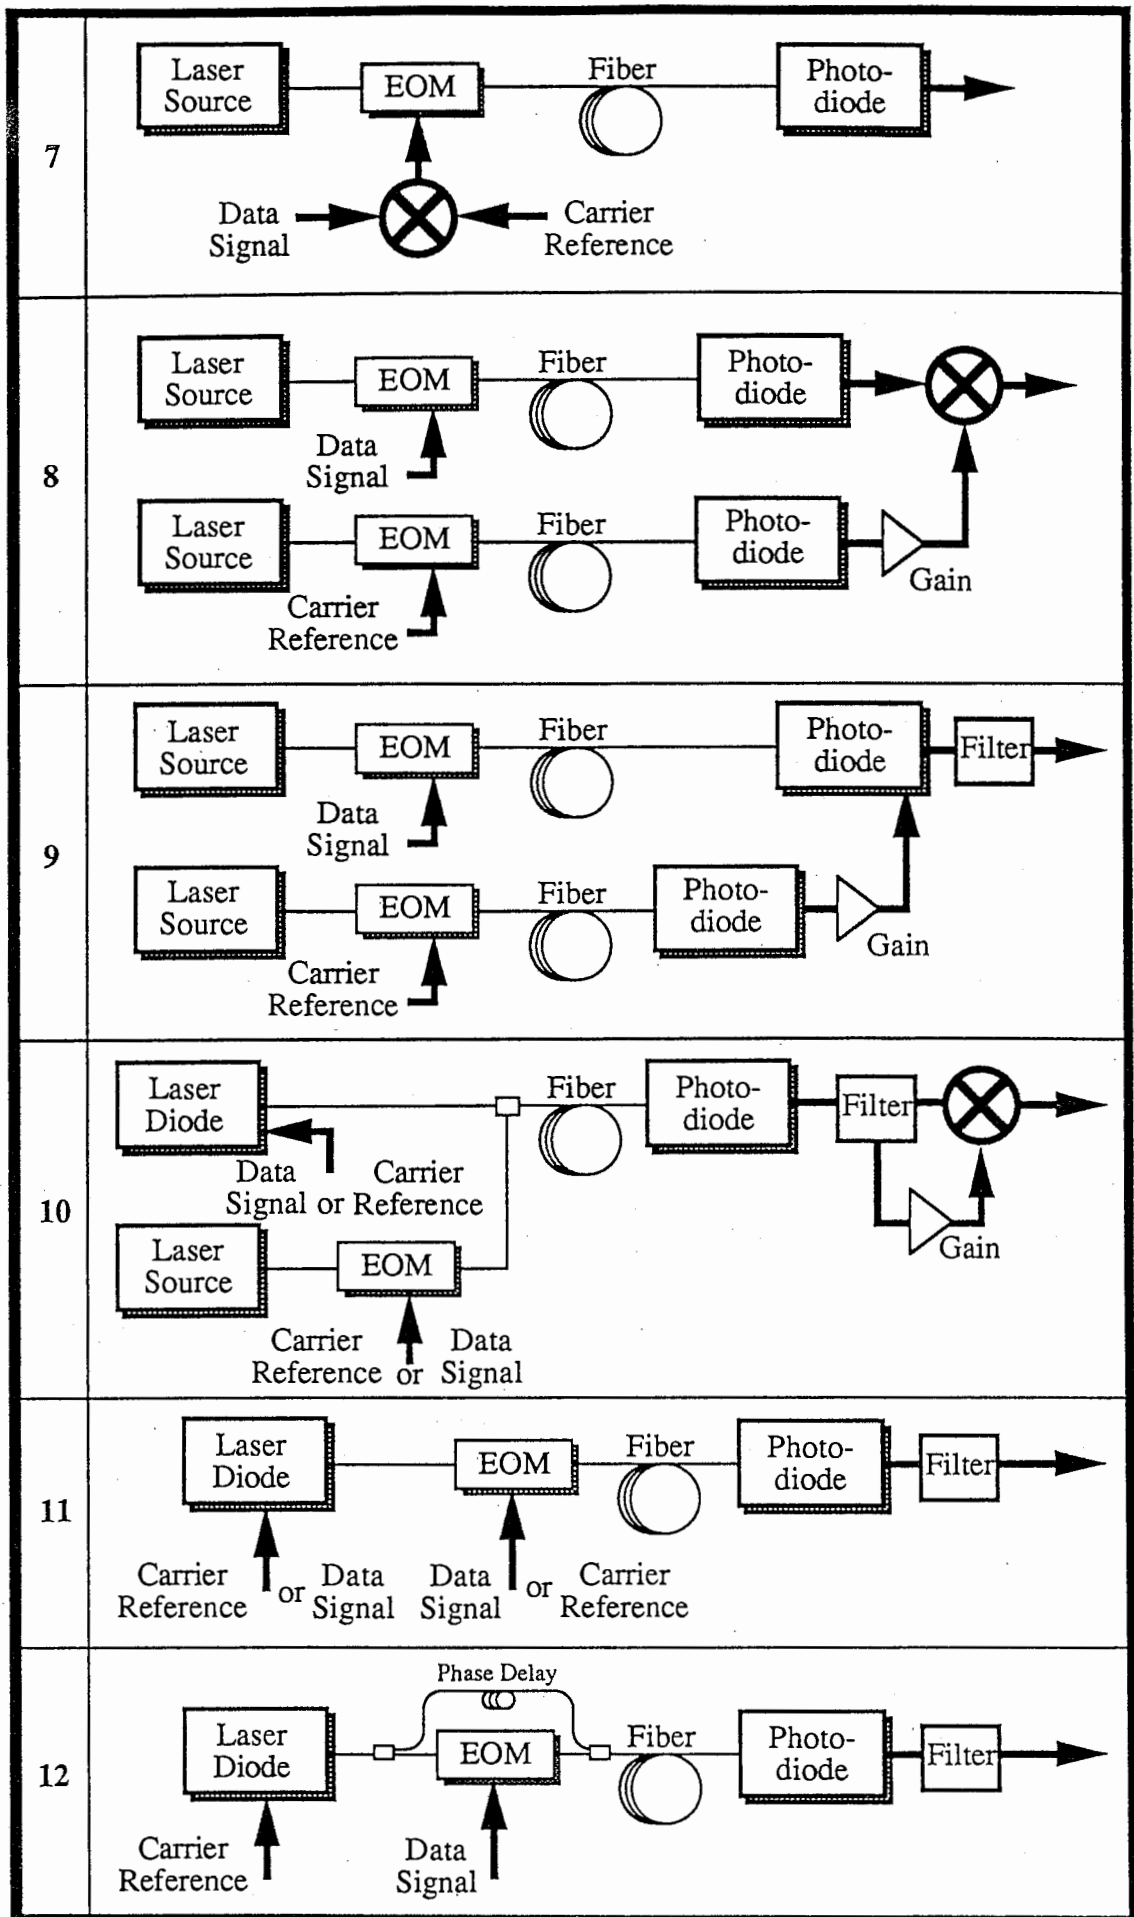 7
Laser
Source
EOM
Fiber
Photo-
diode
Data
Signal
Carrier
Reference
8
Laser
Source
EOM
Fiber
Photo-
diode
Data
Signal
Laser
Source
EOM
Fiber
Photo-
diode
Gain
Carrier
Reference
9
Laser
Source
EOM
Fiber
Photo-
diode
Filter
Data
Signal
Laser
Source
EOM
Fiber
Photo-
diode
Gain
Carrier
Reference
10
Laser
Diode
Fiber
Photo-
diode
Filter
Data Carrier
Signal or Reference
Laser
Source
EOM
Gain
Carrier Data
Reference or Signal
11
Laser
Diode
EOM
Fiber
Photo-
diode
Filter
Carrier Data
Reference or Signal
Data Carrier
Signal or Reference
12
Phase Delay
Laser
Diode
EOM
Fiber
Photo-
diode
Filter
Carrier
Reference
Data
Signal